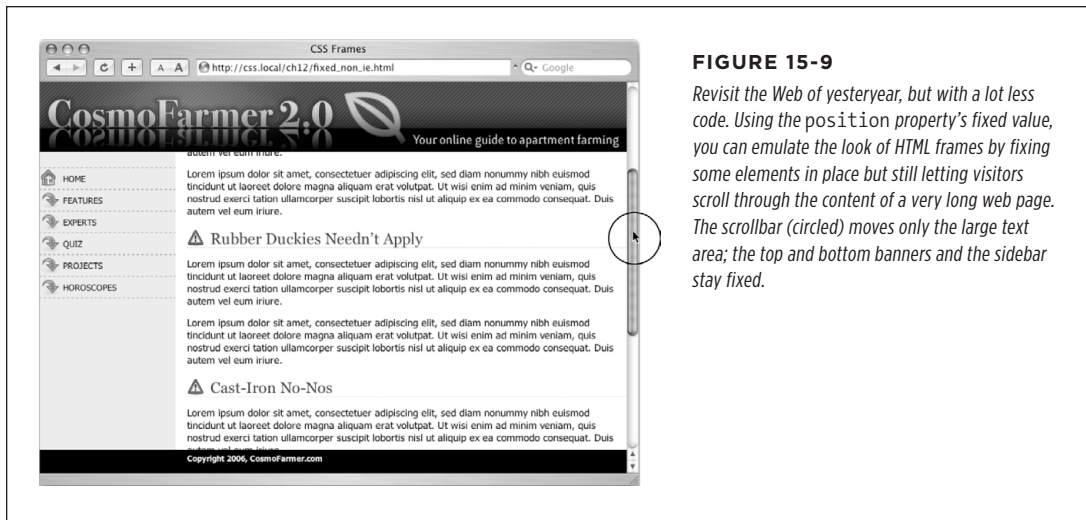 CSS Frames
A A
http://css.local/ch12/fixed_non_ie.html
Google
CosmoFarmer 2.0
Your online guide to apartment farming
autem vel eum iriure.
HOME
FEATURES
EXPERTS
QUIZ
PROJECTS
HOROSCOPES
Lorem ipsum dolor sit amet, consectetuer adipiscing elit, sed diam nonummy nibh euismod
tincidunt ut laoreet dolore magna aliquam erat volutpat. Ut wisi enim ad minim veniam, quis
nostrud exerci tation ullamcorper suscipit lobortis nisl ut aliquip ex ea commodo consequat. Duis
autem vel eum iriure.
Rubber Duckies Needn't Apply
Lorem ipsum dolor sit amet, consectetuer adipiscing elit, sed diam nonummy nibh euismod
tincidunt ut laoreet dolore magna aliquam erat volutpat. Ut wisi enim ad minim veniam, quis
nostrud exerci tation ullamcorper suscipit lobortis nisl ut aliquip ex ea commodo consequat. Duis
autem vel eum iriure.
Lorem ipsum dolor sit amet, consectetuer adipiscing elit, sed diam nonummy nibh euismod
tincidunt ut laoreet dolore magna aliquam erat volutpat. Ut wisi enim ad minim veniam, quis
nostrud exerci tation ullamcorper suscipit lobortis nisl ut aliquip ex ea commodo consequat. Duis
autem vel eum iriure.
Cast-Iron No-Nos
Lorem ipsum dolor sit amet, consectetuer adipiscing elit, sed diam nonummy nibh euismod
tincidunt ut laoreet dolore magna aliquam erat volutpat. Ut wisi enim ad minim veniam, quis
nostrud exerci tation ullamcorper suscipit lobortis nisl ut aliquip ex ea commodo consequat. Duis
autem vel eum iriure.
Copyright 2006, CosmoFarmer.com
FIGURE 15-9
Revisit the Web of yesteryear, but with a lot less
code. Using the position property's fixed value,
you can emulate the look of HTML frames by fixing
some elements in place but still letting visitors
scroll through the content of a very long web page.
The scrollbar (circled) moves only the large text
area; the top and bottom banners and the sidebar
stay fixed.